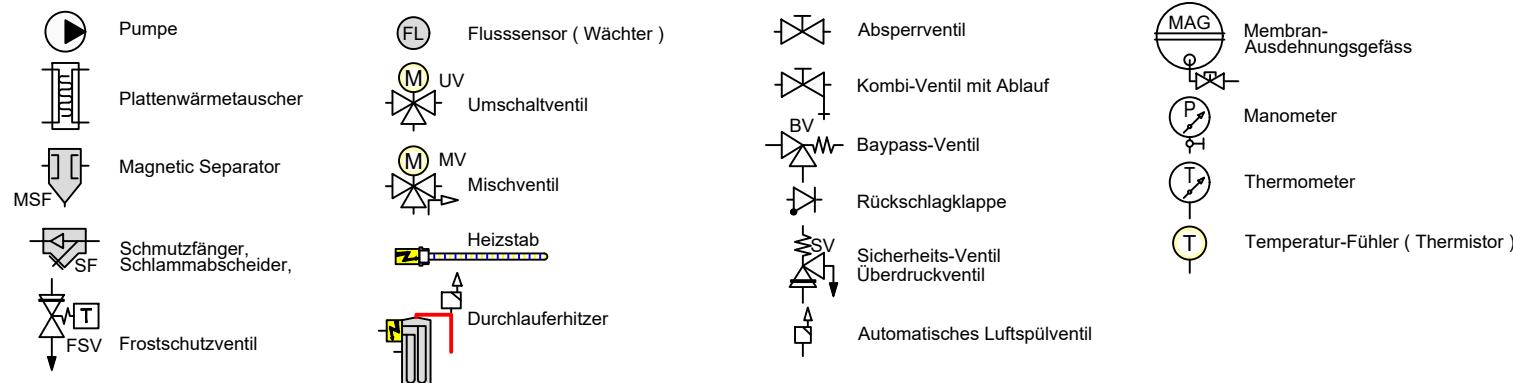 Pumpe
Plattenwärmetauscher
Magnetic Separator
MSF
Schmutzfänger,
Schlammabscheider,
SF
T
FSV
Frostschutzventil
FL
Flusssensor ( Wächter )
M
UV
Umschaltventil
M
MV
Mischventil
Heizstab
Durchlauferhitzer
Absperrventil
Kombi-Ventil mit Ablauf
BV
Baypass-Ventil
Rückschlagklappe
SV
Sicherheits-Ventil
Überdruckventil
Automatisches Luftspülventil
MAG
Membran-
Ausdehnungsgefäss
P
Manometer
T
Thermometer
T
Temperatur-Fühler ( Thermistor )